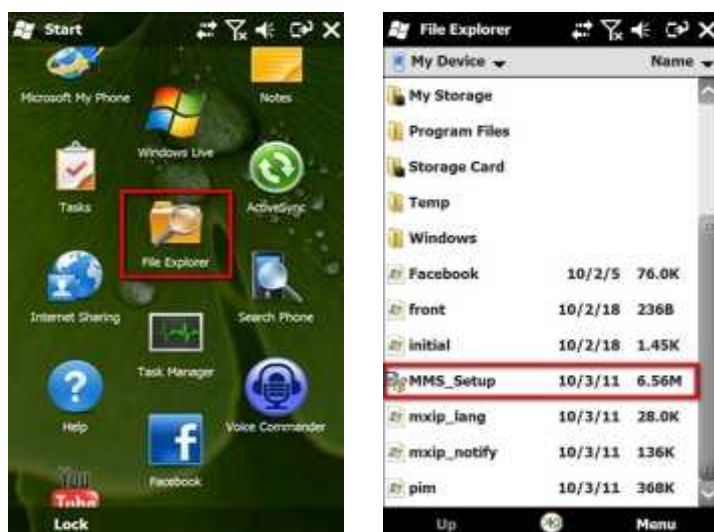 Start
Microsoft My Phone
Notes
Windows Live
Tasks
ActiveSync
File Explorer
Internet Sharing
Search Phone
Task Manager
Help
Voice Commander
Facebook
You
Tube
Lock
File Explorer
My Device
Name
My Storage
Program Files
Storage Card
Temp
Windows
Facebook 10/2/5 76.0K
front 10/2/18 236B
initial 10/2/18 1.45K
MMS_Setup 10/3/11 6.56M
mxip_lang 10/3/11 28.0K
mxip_notify 10/3/11 136K
pim 10/3/11 368K
Up
Menu